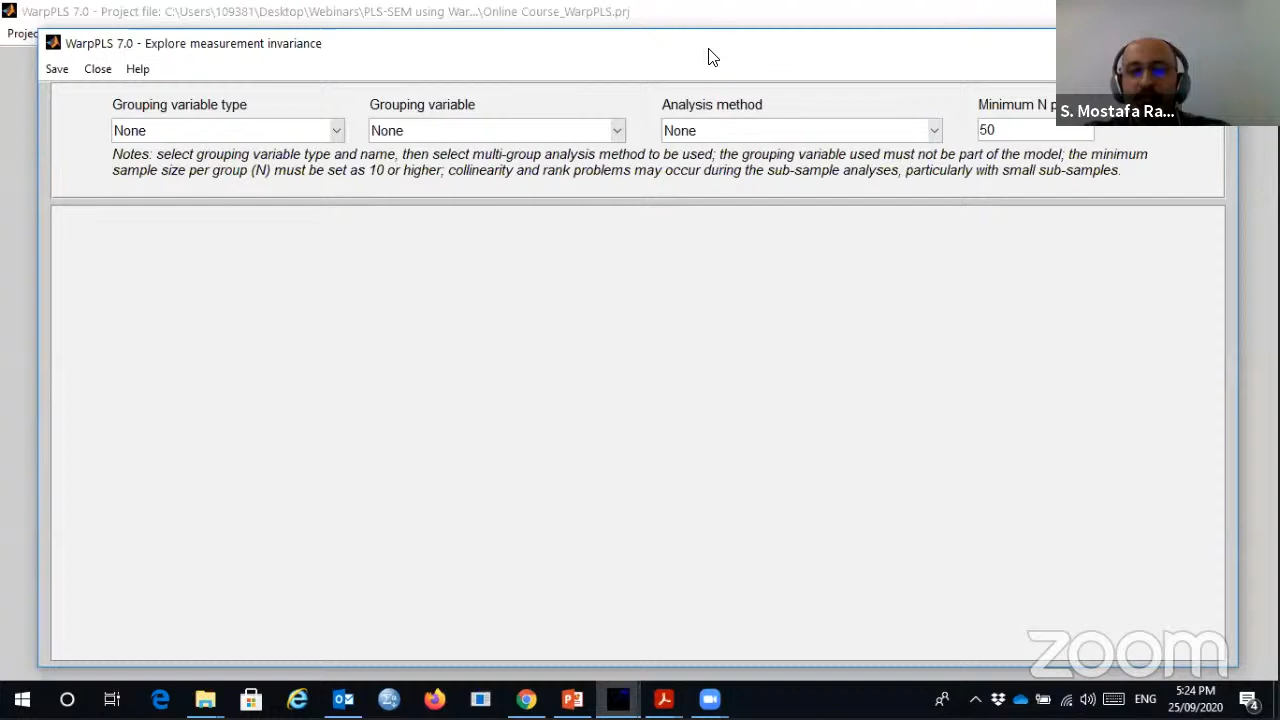 WarpPLS 7.0 - Project file: C:\Users\109381\Desktop\Webinars\PLS-SEM using War...\Online Course_WarpPLS.prj
Projec
WarpPLS 7.0 - Explore measurement invariance
Save Close Help
Grouping variable type Grouping variable Analysis method Minimum N p
None None None 50
Notes: select grouping variable type and name, then select multi-group analysis method to be used; the grouping variable used must not be part of the model; the minimum
sample size per group (N) must be set as 10 or higher; collinearity and rank problems may occur during the sub-sample analyses, particularly with small sub-samples.
S. Mostafa Ra...
zoom
ENG
5:24 PM
25/09/2020
4